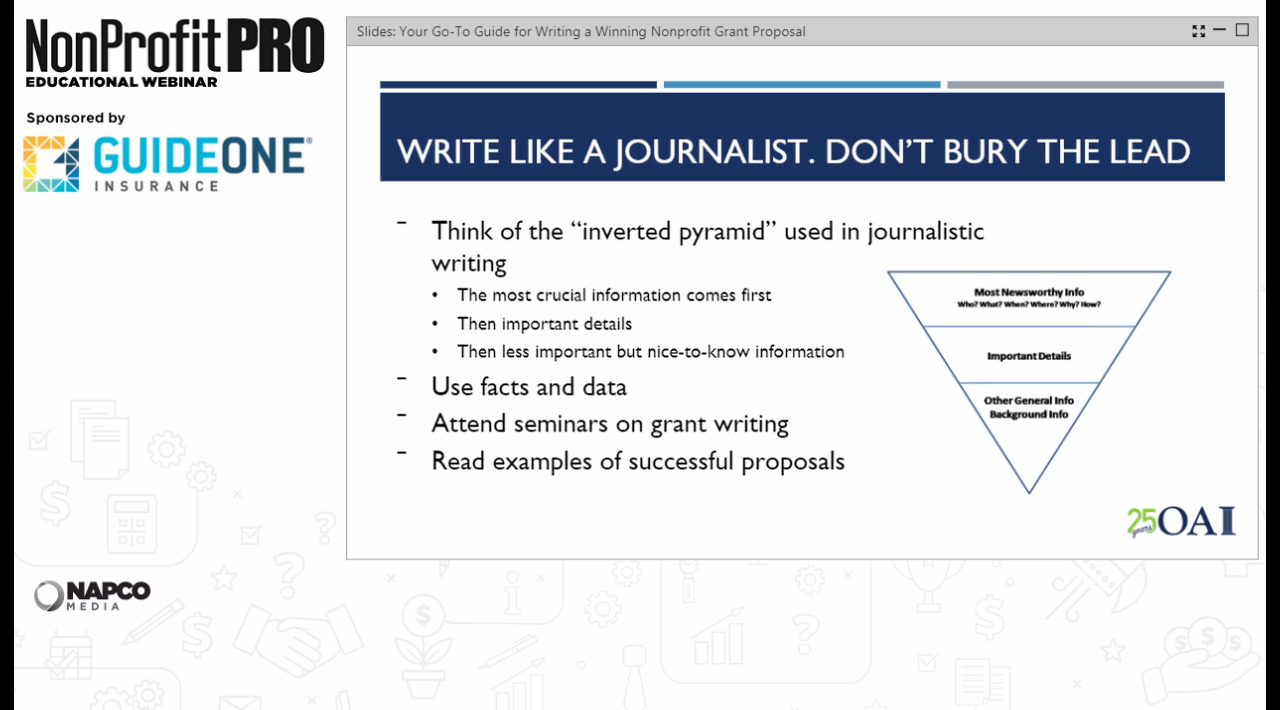 NonProfit PRO
EDUCATIONAL WEBINAR
Sponsored by
GUIDEONE®
INSURANCE
NAPCO
MEDIA
Slides: Your Go-To Guide for Writing a Winning Nonprofit Grant Proposal
WRITE LIKE A JOURNALIST. DON'T BURY THE LEAD
- Think of the “inverted pyramid” used in journalistic
writing
• The most crucial information comes first
• Then important details
• Then less important but nice-to-know information
- Use facts and data
- Attend seminars on grant writing
- Read examples of successful proposals
Most Newsworthy Info
Who? What? When? Where? Why? How?
Important Details
Other General Info
Background Info
25 years OAI